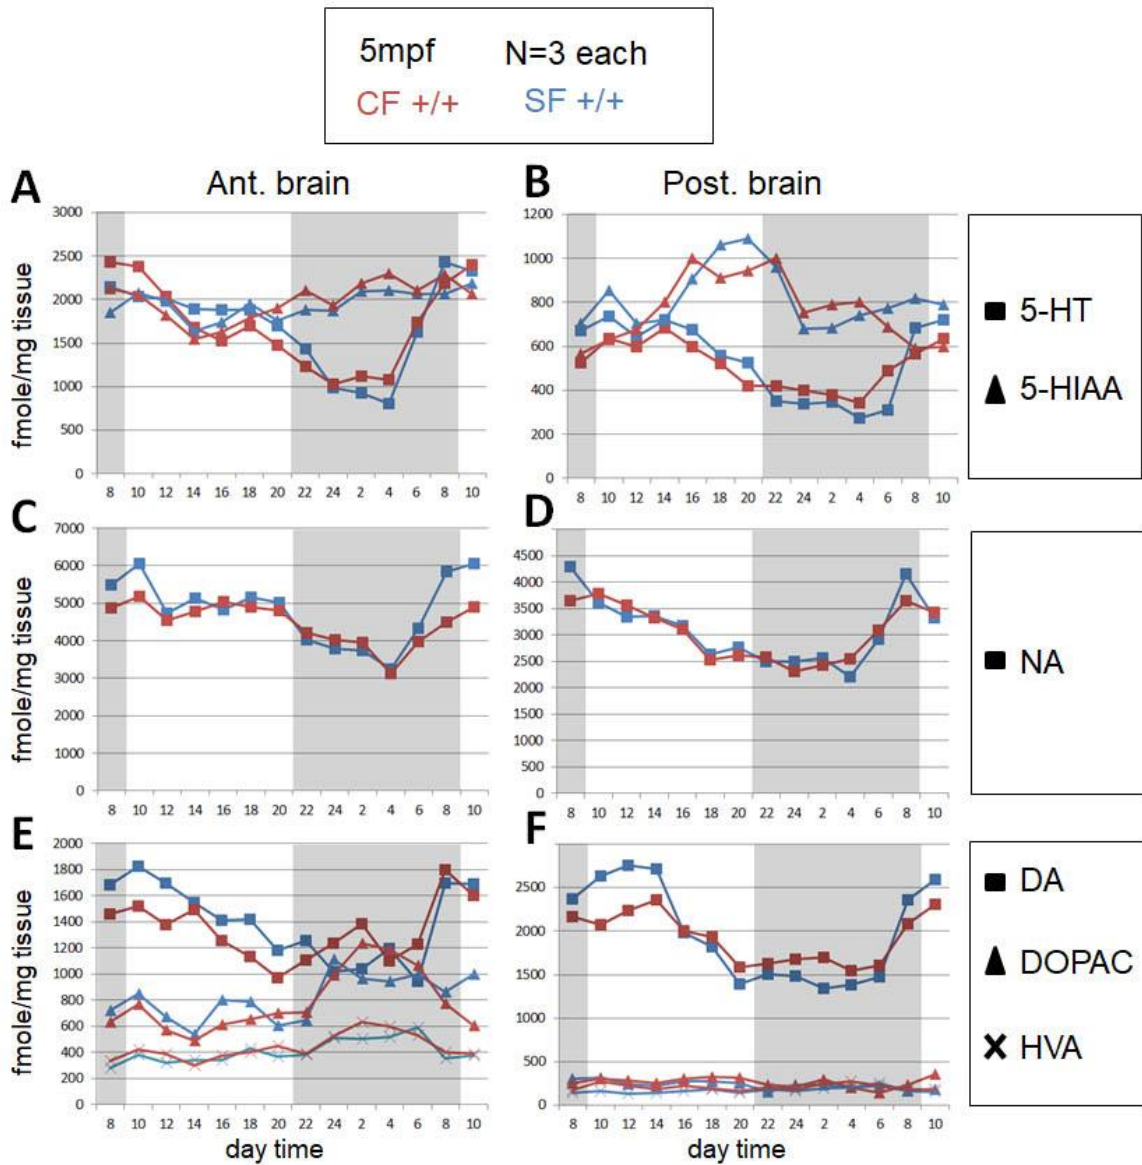 5mpf N=3 each
CF +/+ SF +/+
A Ant. brain B Post. brain
3000 1200
2500 1000
2000 800
1500 600
1000 400
500 200
0 0
fmole/mg tissue
8 10 12 14 16 18 20 22 24 2 4 6 8 10
8 10 12 14 16 18 20 22 24 2 4 6 8 10
5-HT
5-HIAA
C D
7000
6000
5000
4000
3000
2000
1000
0
fmole/mg tissue
8 10 12 14 16 18 20 22 24 2 4 6 8 10
4500
4000
3500
3000
2500
2000
1500
1000
500
0
8 10 12 14 16 18 20 22 24 2 4 6 8 10
NA
E F
2000
1800
1600
1400
1200
1000
800
600
400
200
0
fmole/mg tissue
8 10 12 14 16 18 20 22 24 2 4 6 8 10
day time
2500
2000
1500
1000
500
0
8 10 12 14 16 18 20 22 24 2 4 6 8 10
day time
DA
DOPAC
HVA